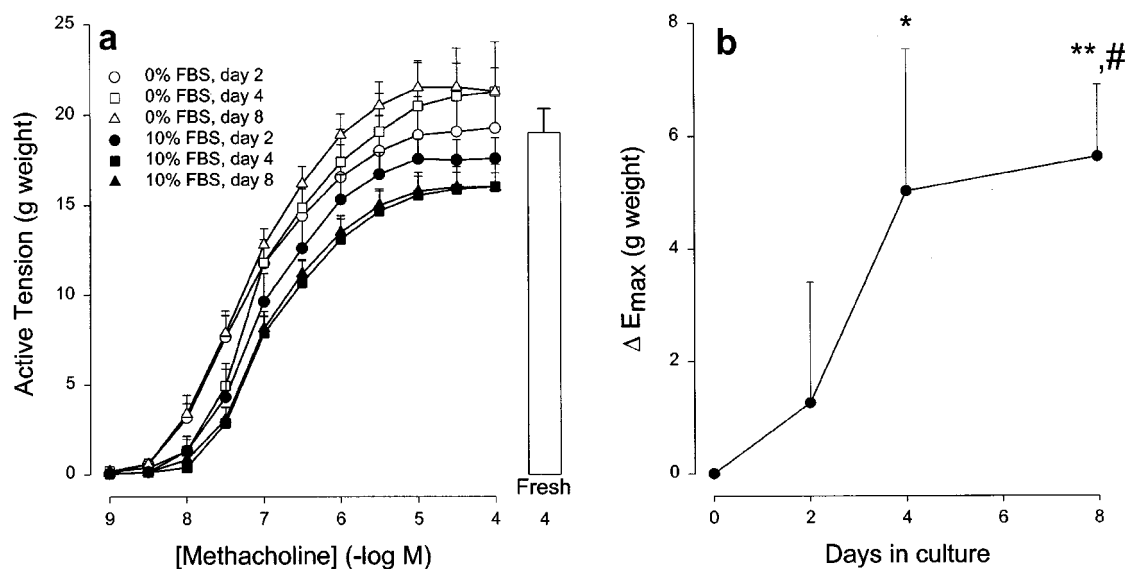 a
25
20
15
10
5
0
Active Tension (g weight)
0% FBS, day 2
0% FBS, day 4
0% FBS, day 8
10% FBS, day 2
10% FBS, day 4
10% FBS, day 8
Fresh
9 8 7 6 5 4 4
[Methacholine] (-log M)
b
8
6
4
2
0
Δ Emax (g weight)
*
**,#
0 2 4 6 8
Days in culture